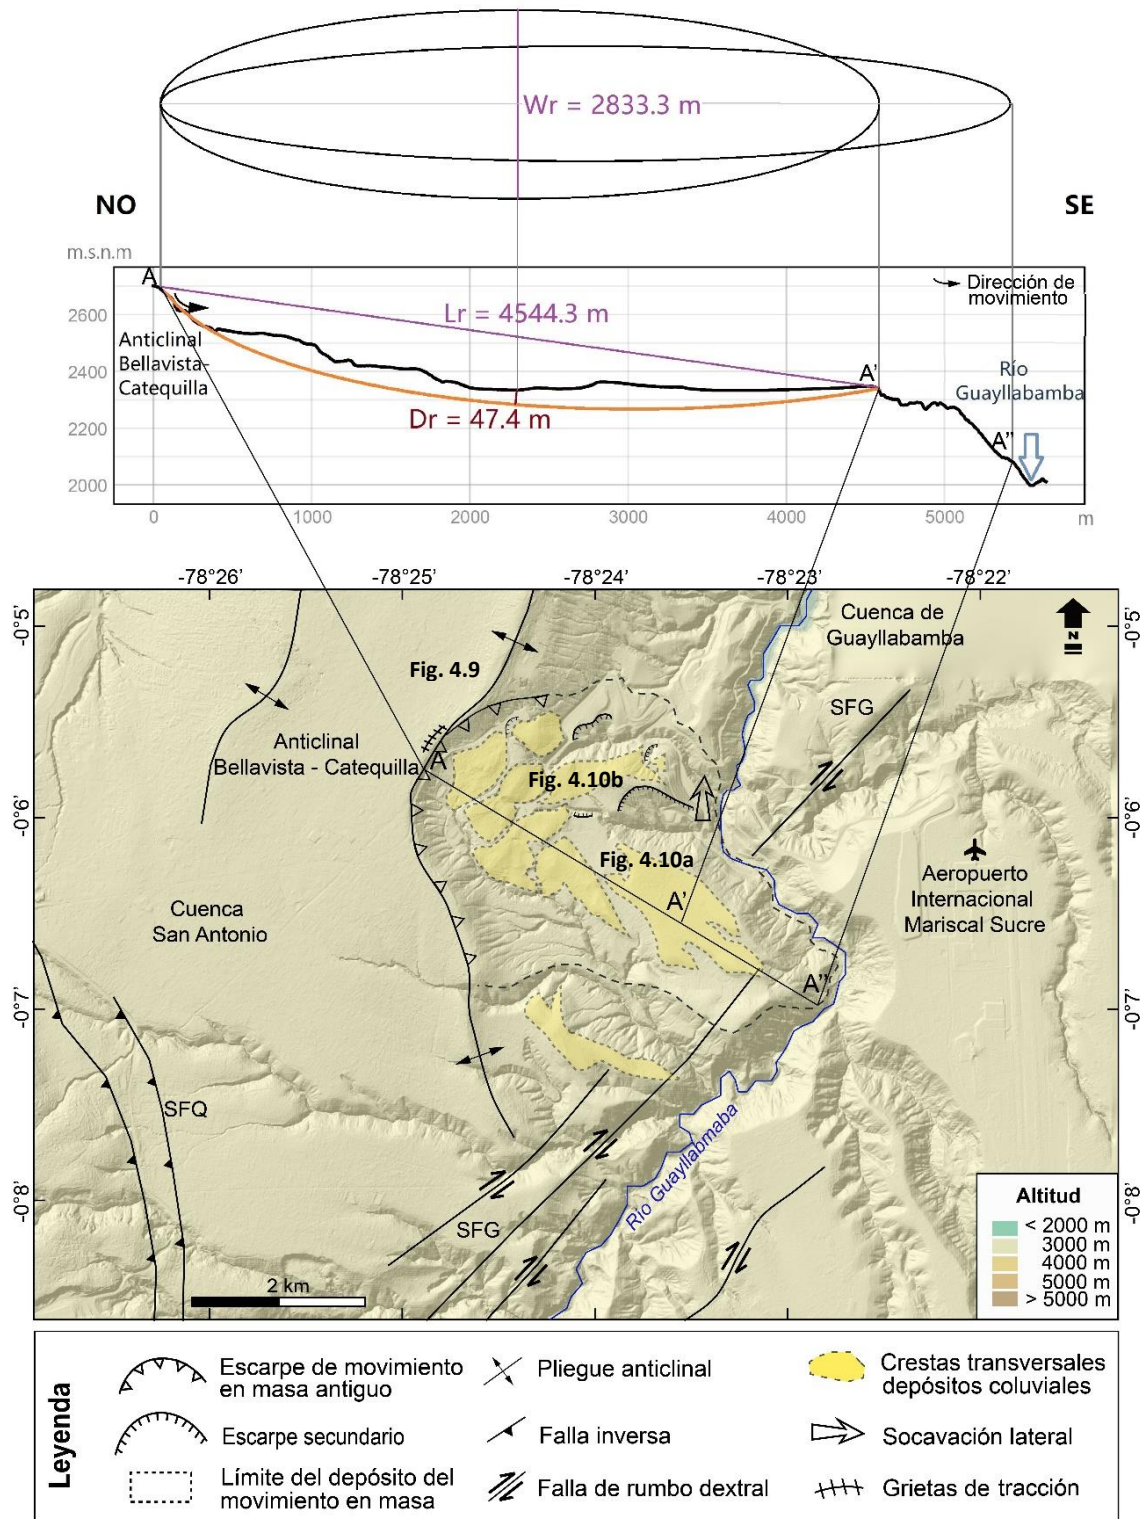 Wr = 2833.3 m
NO
SE
m.s.n.m
A
Dirección de
movimiento
2600
Lr = 4544.3 m
Anticlinal
Bellavista-
Catequilla
2400
A'
Río
Guayllabamba
Dr = 47.4 m
2200
A"
2000
0
1000
2000
3000
4000
5000
m
-78°26'
-78°25'
-78°24'
-78°23'
-78°22'
-0°5'
-0°5'
Cuenca de
Guayllabamba
N
Fig. 4.9
SFG
Anticlinal
Bellavista - Catequilla
A
Fig. 4.10b
-0°6'
-0°6'
Fig. 4.10a
Aeropuerto
Internacional
Mariscal Sucre
A'
Cuenca
San Antonio
A"
-0°7'
-0°7'
SFQ
Río Guayllabmaba
-0°8'
-0°8'
SFG
2 km
Altitud
< 2000 m
3000 m
4000 m
5000 m
> 5000 m
Leyenda
Escarpe de movimiento
en masa antiguo
Pliegue anticlinal
Crestas transversales
depósitos coluviales
Escarpe secundario
Falla inversa
Socavación lateral
Límite del depósito del
movimiento en masa
Falla de rumbo dextral
Grietas de tracción